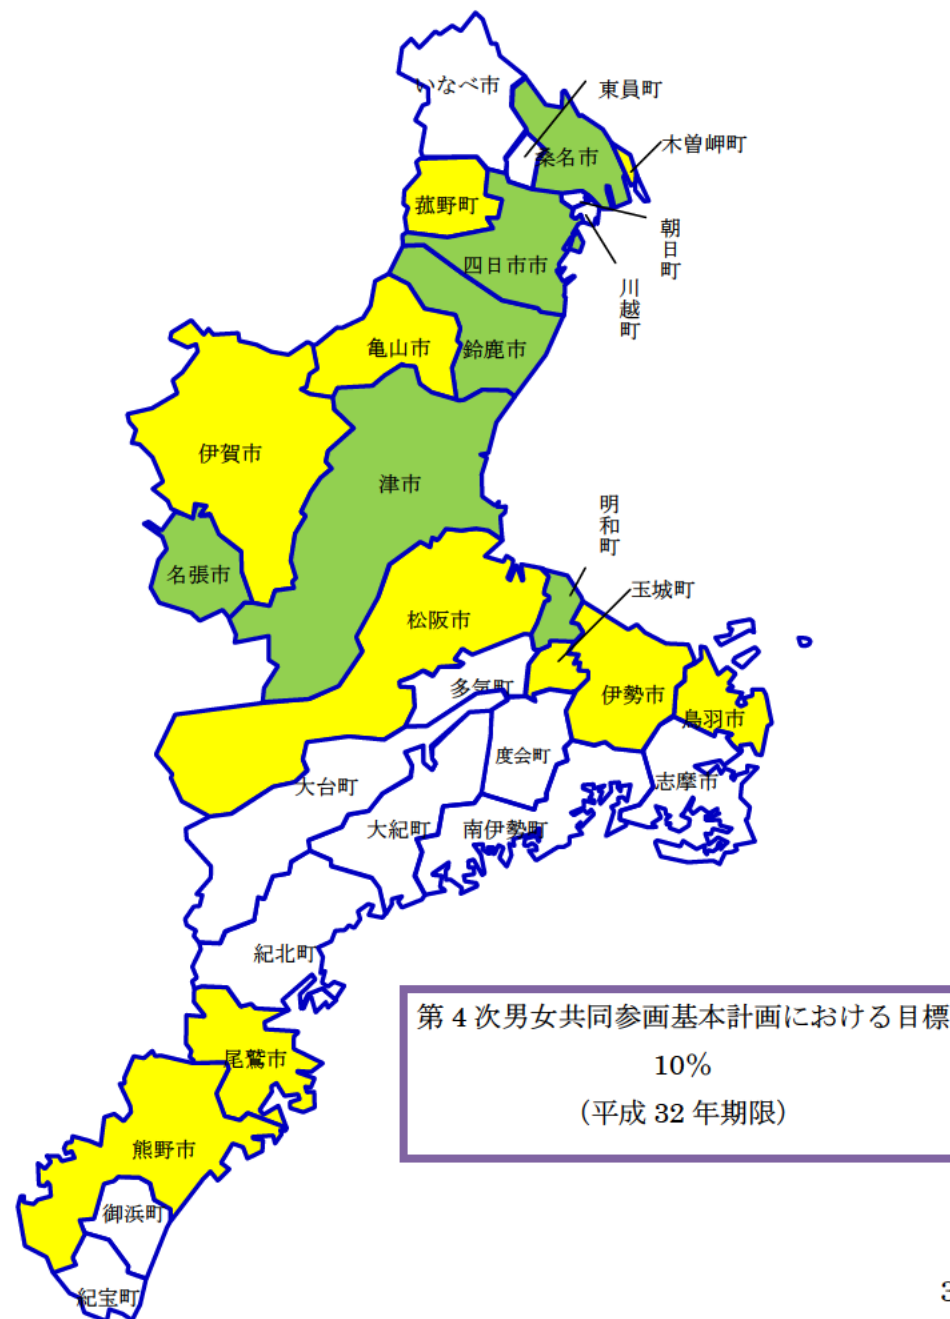 いなべ市
東員町
桑名市
木曽岬町
菰野町
朝日町
四日市市
川越町
亀山市
鈴鹿市
伊賀市
津市
明和町
名張市
玉城町
松阪市
多気町
伊勢市
鳥羽市
度会町
志摩市
大台町
大紀町
南伊勢町
紀北町
第4次男女共同参画基本計画における目標
10%
(平成32年期限)
尾鷲市
熊野市
御浜町
紀宝町
3